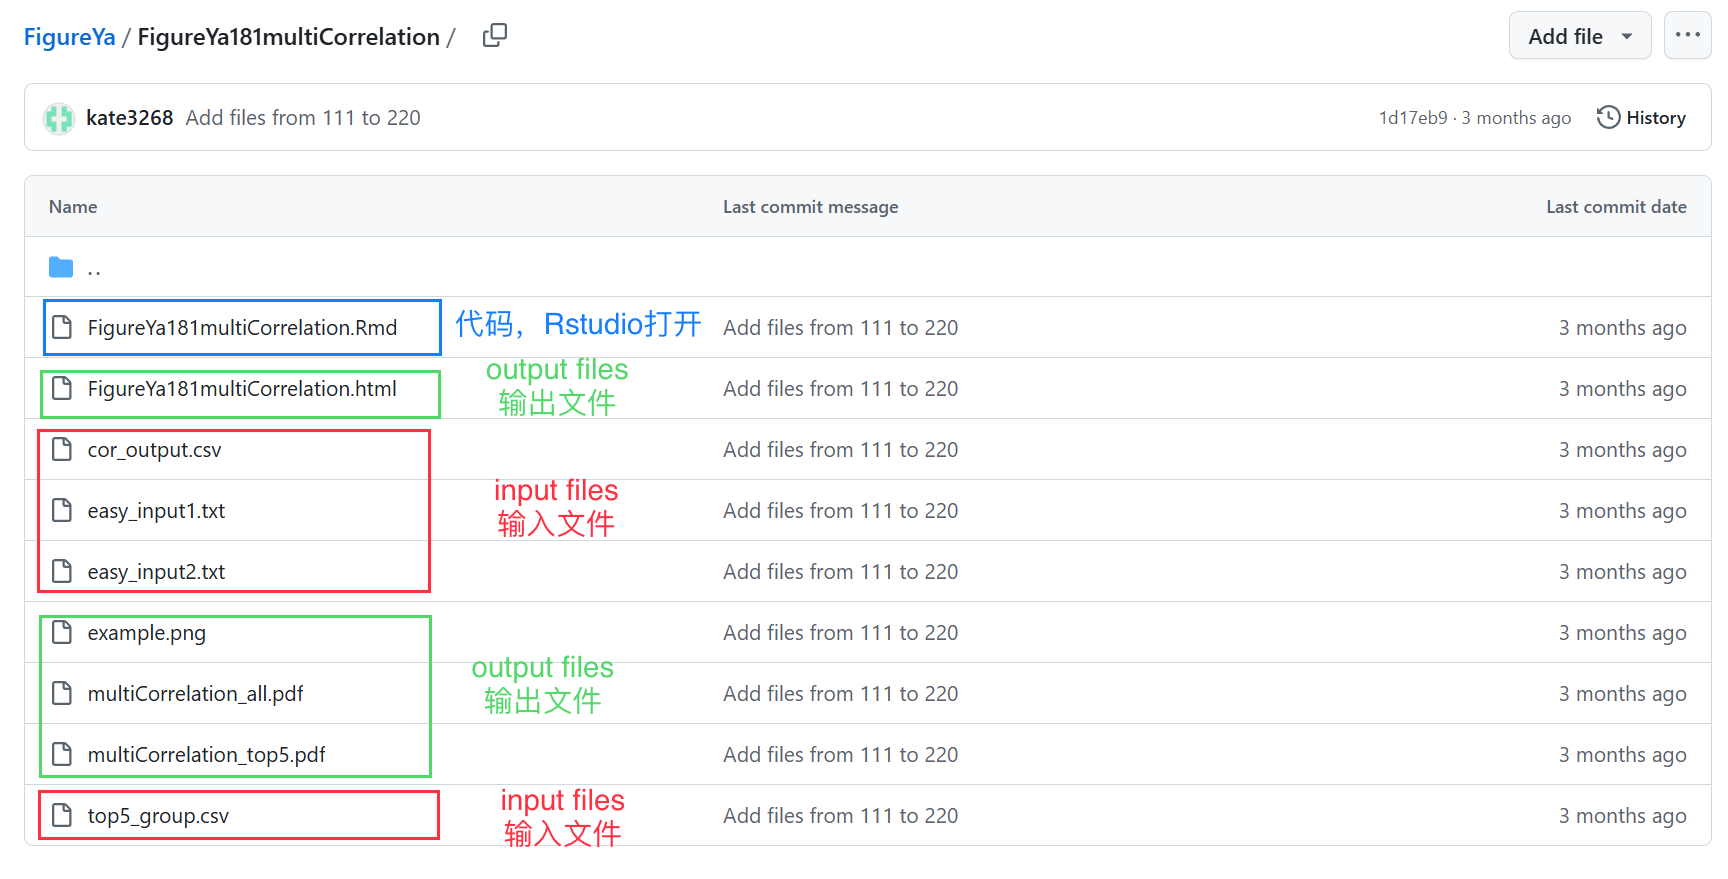 FigureYa / FigureYa181multiCorrelation /
Add file
kate3268 Add files from 111 to 220
1d17eb9 · 3 months ago
History
Name Last commit message Last commit date
..
FigureYa181multiCorrelation.Rmd 代码，Rstudio打开 Add files from 111 to 220 3 months ago
output files
FigureYa181multiCorrelation.html 输出文件 Add files from 111 to 220 3 months ago
cor_output.csv Add files from 111 to 220 3 months ago
input files
easy_input1.txt 输入文件 Add files from 111 to 220 3 months ago
easy_input2.txt Add files from 111 to 220 3 months ago
example.png Add files from 111 to 220 3 months ago
output files
multiCorrelation_all.pdf 输出文件 Add files from 111 to 220 3 months ago
multiCorrelation_top5.pdf Add files from 111 to 220 3 months ago
input files
top5_group.csv 输入文件 Add files from 111 to 220 3 months ago